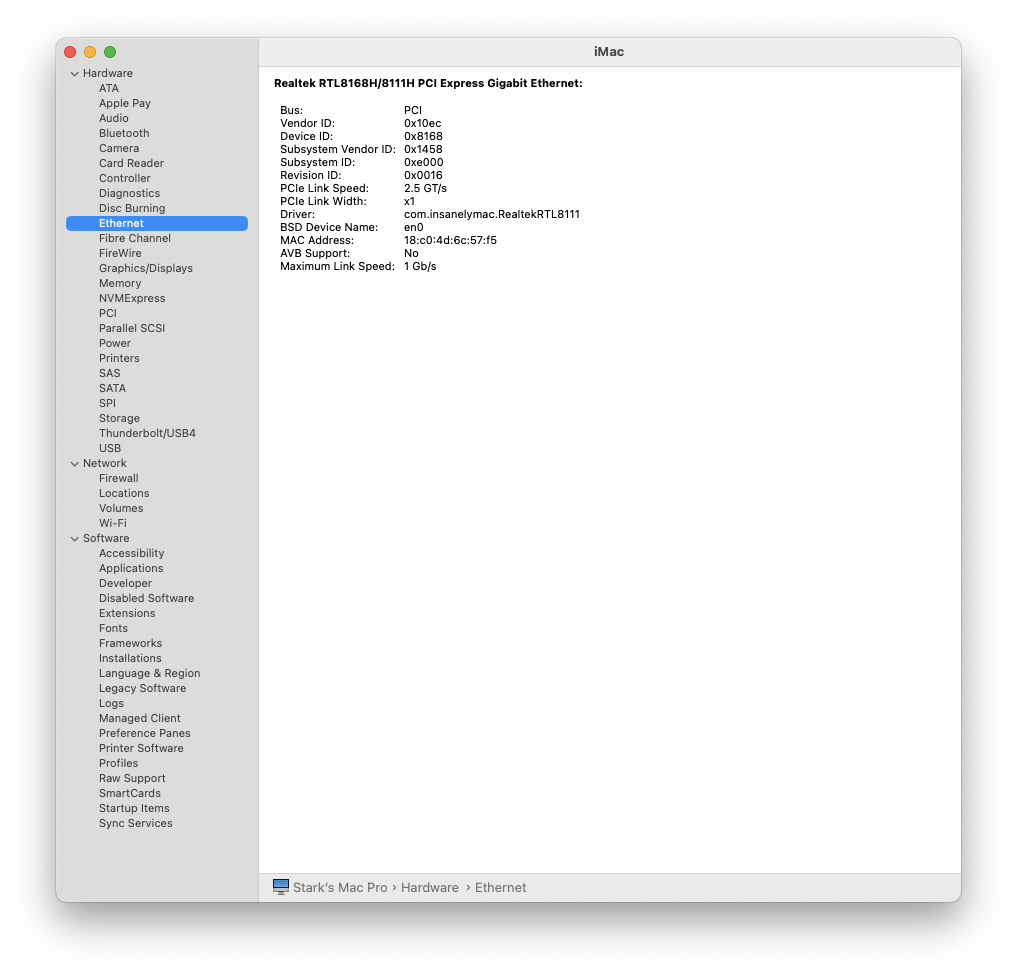 iMac
Hardware
ATA
Apple Pay
Audio
Bluetooth
Camera
Card Reader
Controller
Diagnostics
Disc Burning
Ethernet
Fibre Channel
FireWire
Graphics/Displays
Memory
NVMExpress
PCI
Parallel SCSI
Power
Printers
SAS
SATA
SPI
Storage
Thunderbolt/USB4
USB
Network
Firewall
Locations
Volumes
Wi-Fi
Software
Accessibility
Applications
Developer
Disabled Software
Extensions
Fonts
Frameworks
Installations
Language & Region
Legacy Software
Logs
Managed Client
Preference Panes
Printer Software
Profiles
Raw Support
SmartCards
Startup Items
Sync Services
Realtek RTL8168H/8111H PCI Express Gigabit Ethernet:
Bus: PCI
Vendor ID: 0x10ec
Device ID: 0x8168
Subsystem Vendor ID: 0x1458
Subsystem ID: 0xe000
Revision ID: 0x0016
PCIe Link Speed: 2.5 GT/s
PCIe Link Width: x1
Driver: com.insanelymac.RealtekRTL8111
BSD Device Name: en0
MAC Address: 18:c0:4d:6c:57:f5
AVB Support: No
Maximum Link Speed: 1 Gb/s
Stark's Mac Pro › Hardware › Ethernet